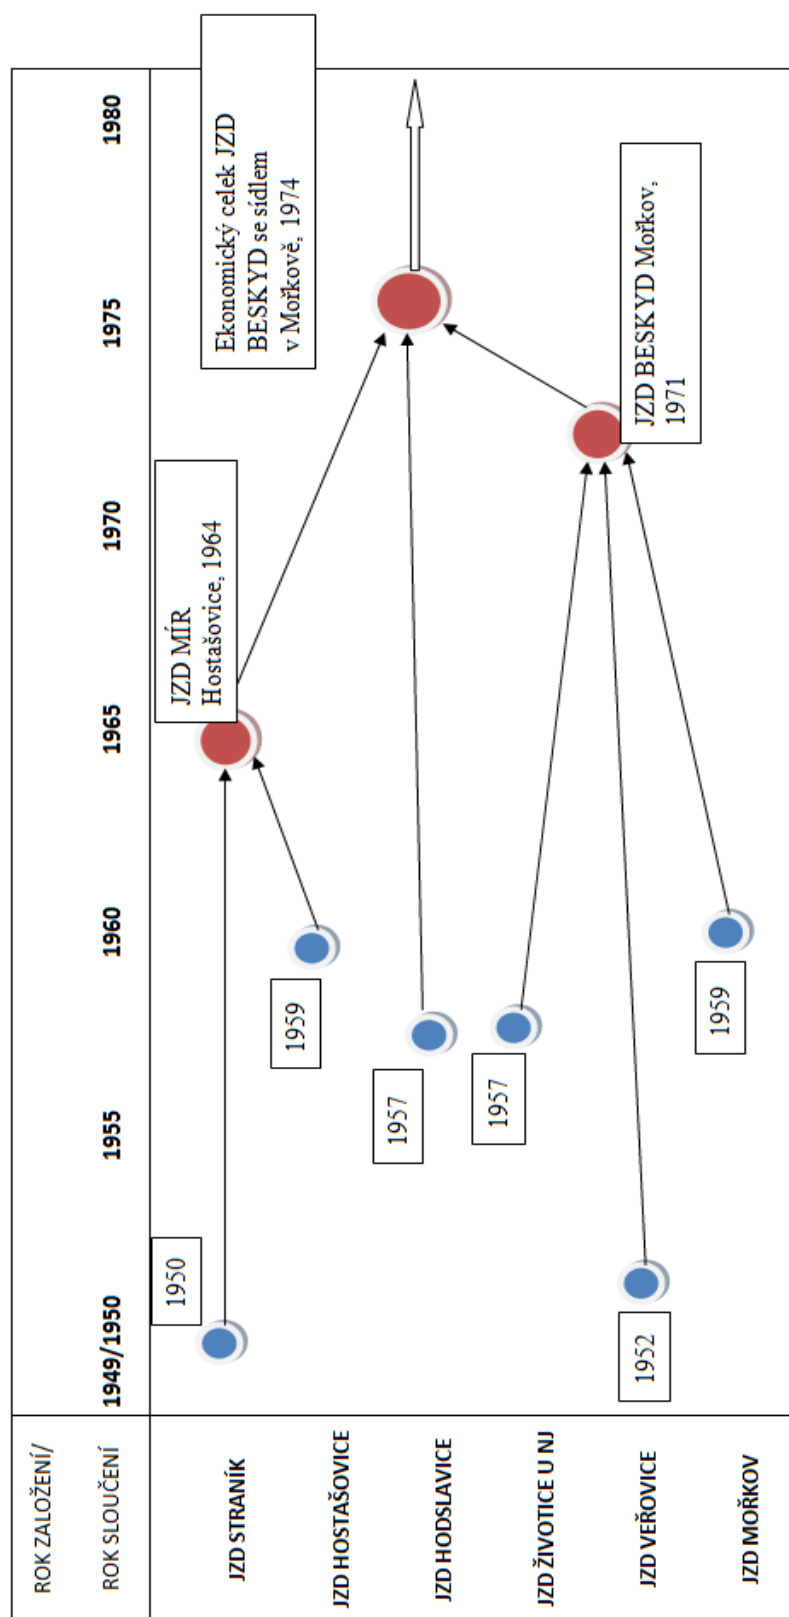 ROK ZALOŽENÍ/
ROK SLOUČENÍ
1949/1950
1955
1960
1965
1970
1975
1980
JZD STRANÍK
1950
JZD MÍR
Hostašovice, 1964
Ekonomický celek JZD
BESKYD se sídlem
v Mořkově, 1974
JZD HOSTAŠOVICE
1959
JZD HODSLAVICE
1957
JZD ŽIVOTICE U NJ
1957
JZD VEŘOVICE
1952
JZD BESKYD Mořkov,
1971
JZD MOŘKOV
1959